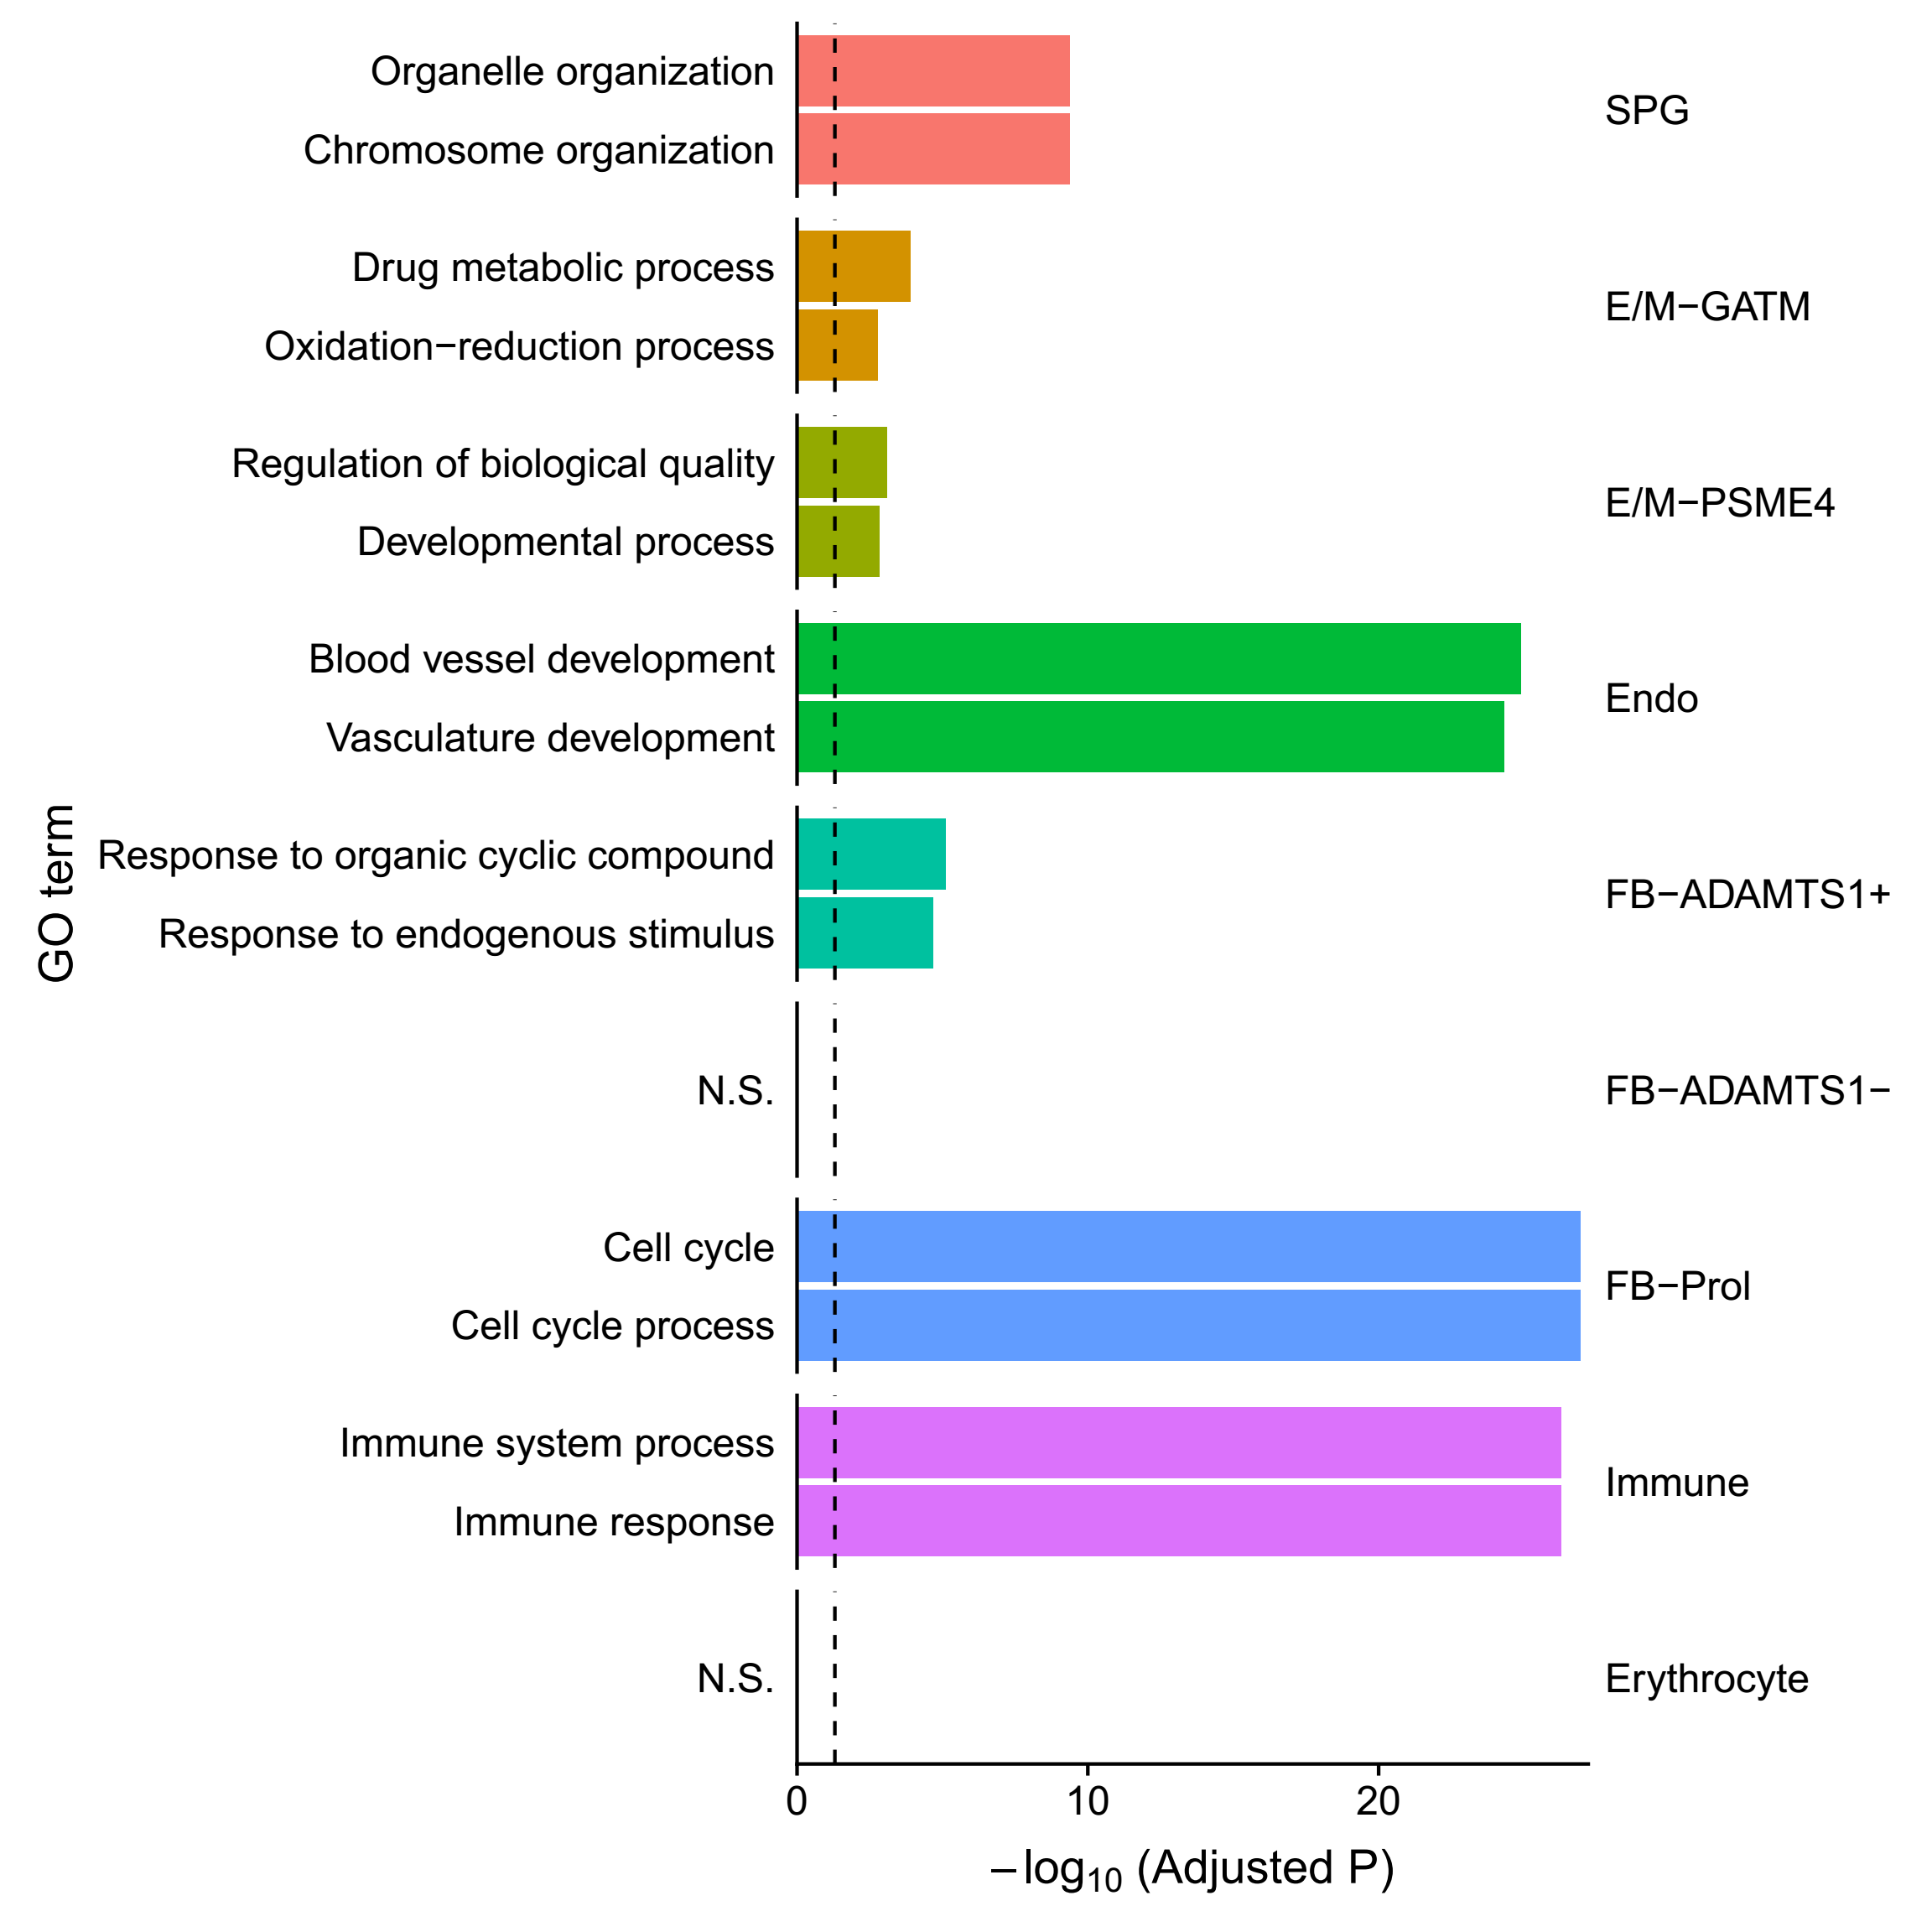 Organelle organization
Chromosome organization
SPG
Drug metabolic process
Oxidation−reduction process
E/M−GATM
Regulation of biological quality
Developmental process
E/M−PSME4
Blood vessel development
Vasculature development
Endo
GO term
Response to organic cyclic compound
Response to endogenous stimulus
FB−ADAMTS1+
N.S.
FB−ADAMTS1−
Cell cycle
Cell cycle process
FB−Prol
Immune system process
Immune response
Immune
N.S.
Erythrocyte
0 10 20
−log₁₀ (Adjusted P)